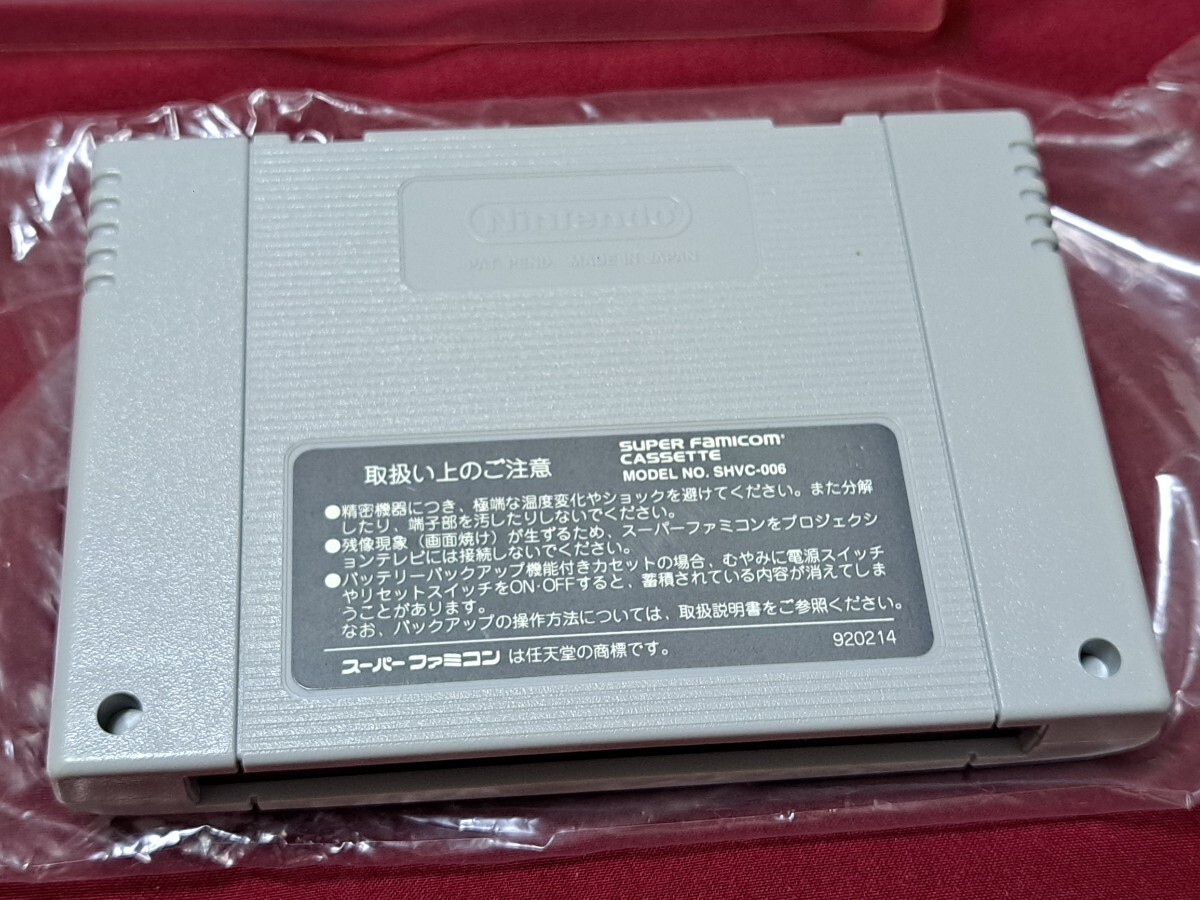 Nintendo
PAT. PEND. MADE IN JAPAN
取扱い上のご注意
SUPER FAMICOM
CASSETTE
MODEL NO. SHVC-006
●精密機器につき、極端な温度変化やショックを避けてください。また分解
したり、端子部を汚したりしないでください。
●残像現象（画面焼け）が生ずるため、スーパーファミコンをプロジェクシ
ョンテレビには接続しないでください。
●バッテリーバックアップ機能付きカセットの場合、むやみに電源スイッチ
やリセットスイッチをON・OFFすると、蓄積されている内容が消えてしま
うことがあります。
なお、バックアップの操作方法については、取扱説明書をご参照ください。
スーパーファミコン は任天堂の商標です。
920214